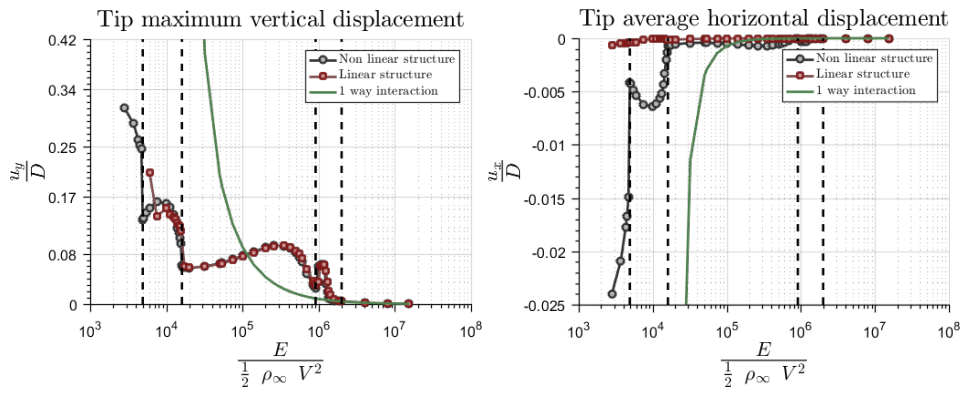 Tip maximum vertical displacement
0.42
0.34
0.25
0.17
0.08
0
u_y
D
Non linear structure
Linear structure
1 way interaction
10^3
10^4
10^5
10^6
10^7
10^8
E
1/2 ρ∞ V^2
Tip average horizontal displacement
0
-0.005
-0.01
-0.015
-0.02
-0.025
u_x
D
Non linear structure
Linear structure
1 way interaction
10^3
10^4
10^5
10^6
10^7
10^8
E
1/2 ρ∞ V^2